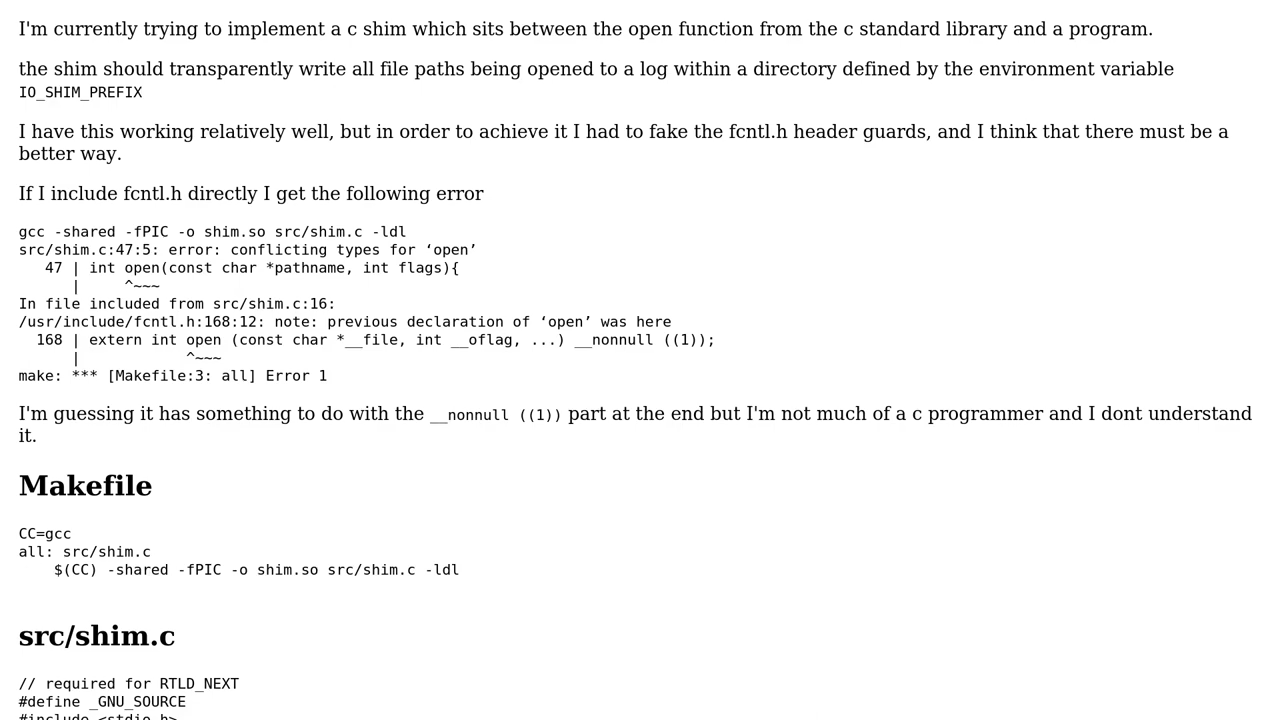 I'm currently trying to implement a c shim which sits between the open function from the c standard library and a program.
the shim should transparently write all file paths being opened to a log within a directory defined by the environment variable
IO_SHIM_PREFIX
I have this working relatively well, but in order to achieve it I had to fake the fcntl.h header guards, and I think that there must be a
better way.
If I include fcntl.h directly I get the following error
gcc -shared -fPIC -o shim.so src/shim.c -ldl
src/shim.c:47:5: error: conflicting types for ‘open’
   47 | int open(const char *pathname, int flags){
      |     ^~~~
In file included from src/shim.c:16:
/usr/include/fcntl.h:168:12: note: previous declaration of ‘open’ was here
  168 | extern int open (const char *__file, int __oflag, ...) __nonnull ((1));
      |            ^~~~
make: *** [Makefile:3: all] Error 1
I'm guessing it has something to do with the __nonnull ((1)) part at the end but I'm not much of a c programmer and I dont understand
it.
Makefile
CC=gcc
all: src/shim.c
    $(CC) -shared -fPIC -o shim.so src/shim.c -ldl
src/shim.c
// required for RTLD_NEXT
#define _GNU_SOURCE
#include <stdio.h>